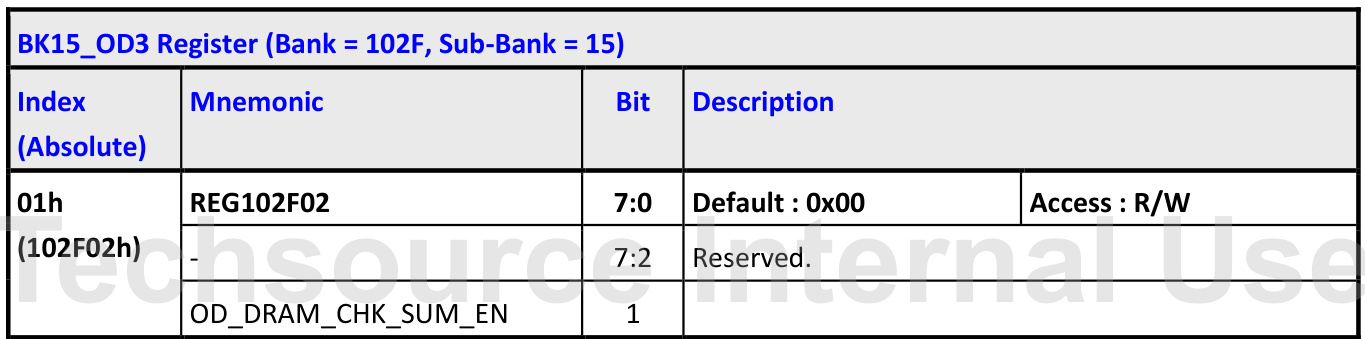 BK15_OD3 Register (Bank = 102F, Sub-Bank = 15)
Index (Absolute) Mnemonic Bit Description
01h (102F02h) REG102F02 7:0 Default : 0x00 Access : R/W
- 7:2 Reserved.
OD_DRAM_CHK_SUM_EN 1
Techsource Internal Use